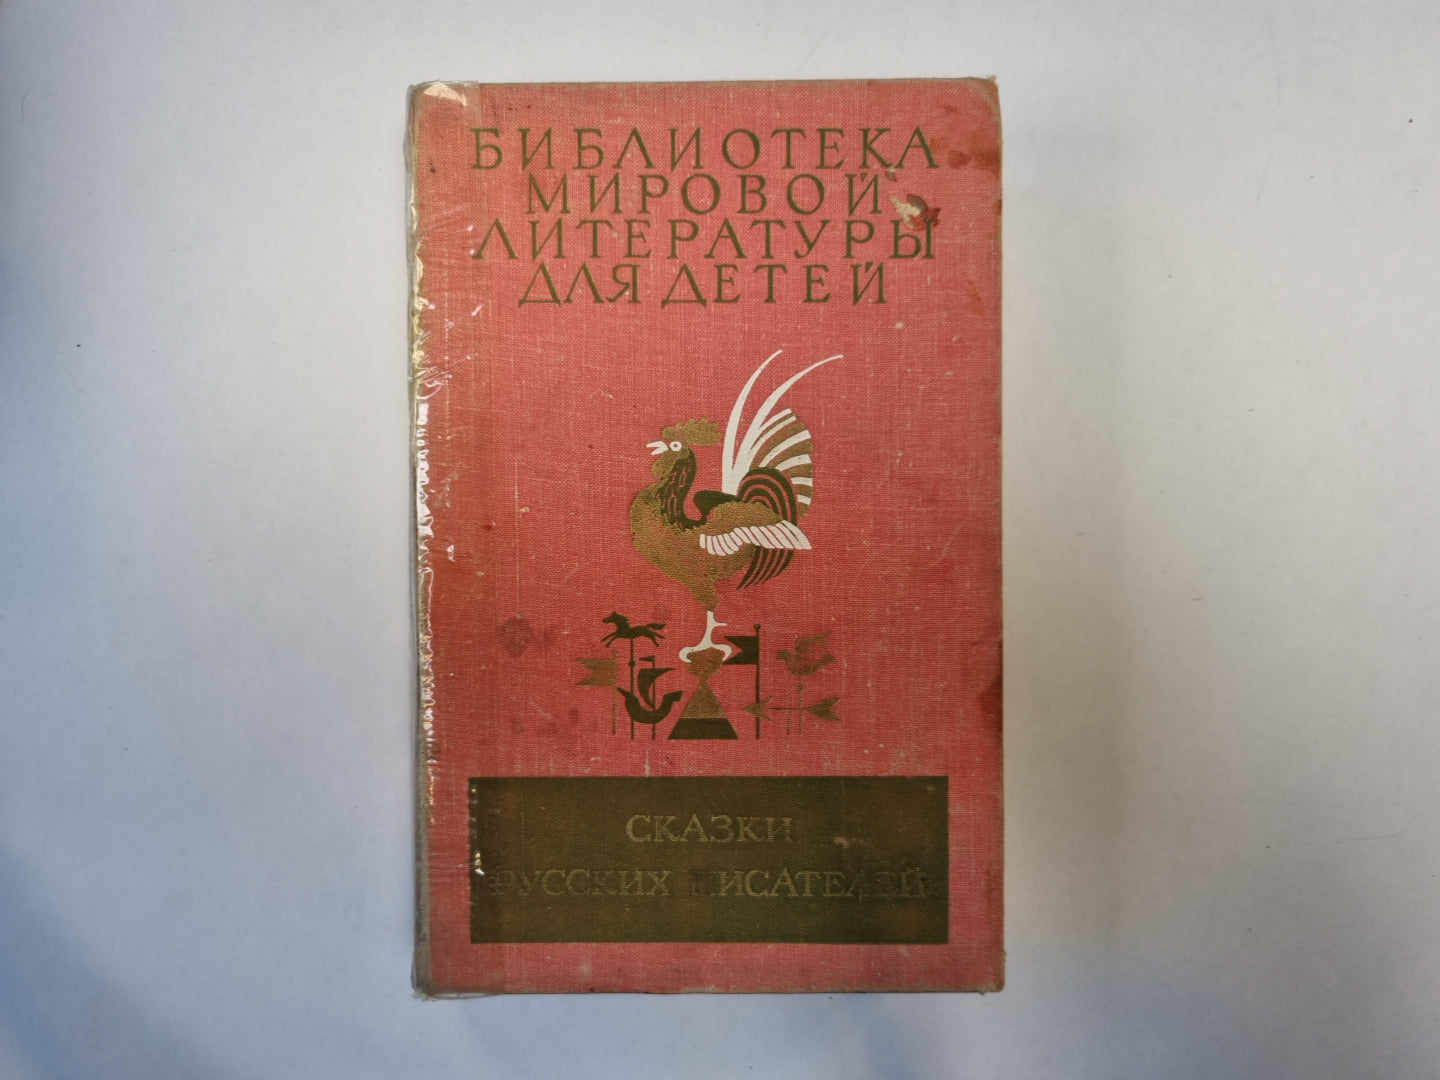 БИБЛИОТЕКА
МИРОВОЙ
ЛИТЕРАТУРЫ
ДЛЯ ДЕТЕЙ
СКАЗКИ
РУССКИХ ПИСАТЕЛЕЙ